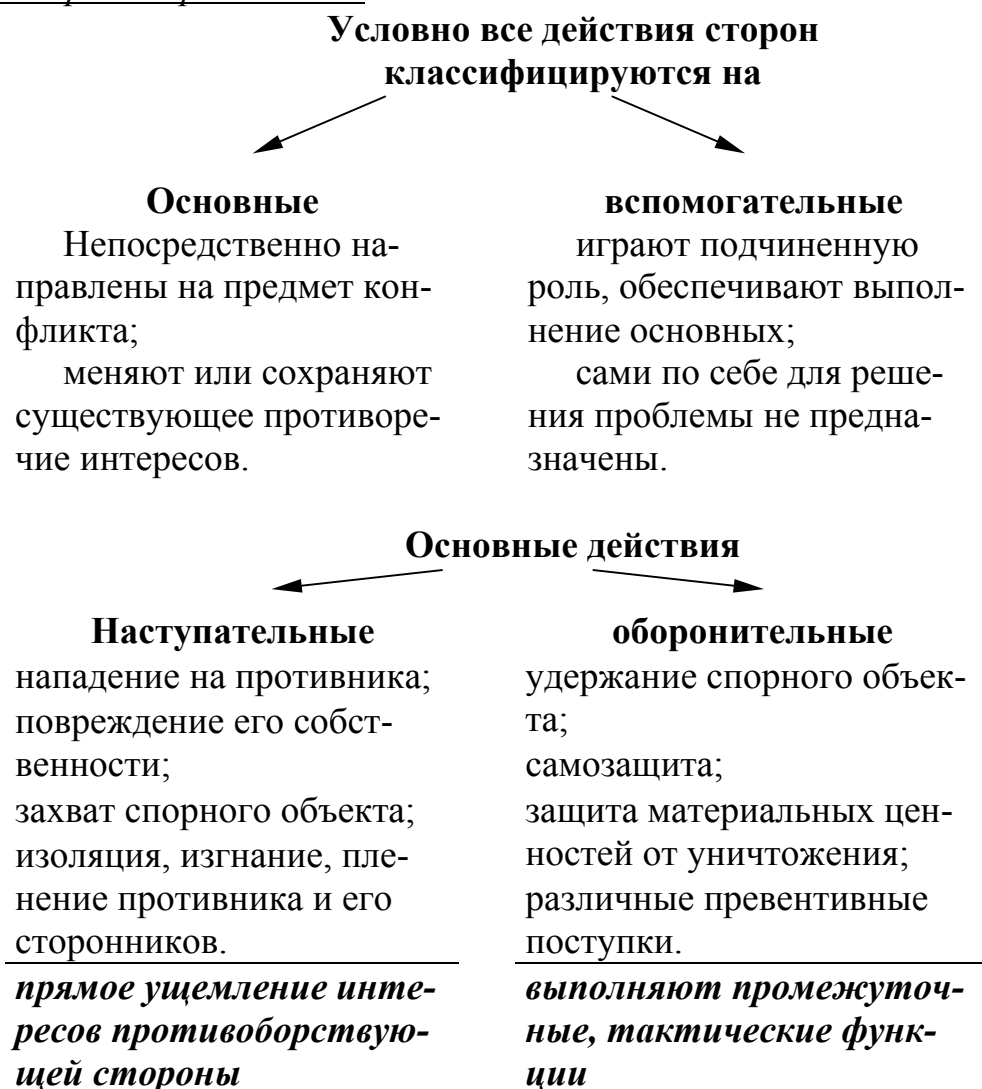 Условно все действия сторон
классифицируются на
Основные
Непосредственно на-
правлены на предмет кон-
фликта;
меняют или сохраняют
существующее противоре-
чие интересов.
вспомогательные
играют подчиненную
роль, обеспечивают выпол-
нение основных;
сами по себе для реше-
ния проблемы не предна-
значены.
Основные действия
Наступательные
нападение на противника;
повреждение его собст-
венности;
захват спорного объекта;
изоляция, изгнание, пле-
нение противника и его
сторонников.
прямое ущемление инте-
ресов противоборствую-
щей стороны
оборонительные
удержание спорного объек-
та;
самозащита;
защита материальных цен-
ностей от уничтожения;
различные превентивные
поступки.
выполняют промежуточ-
ные, тактические функ-
ции